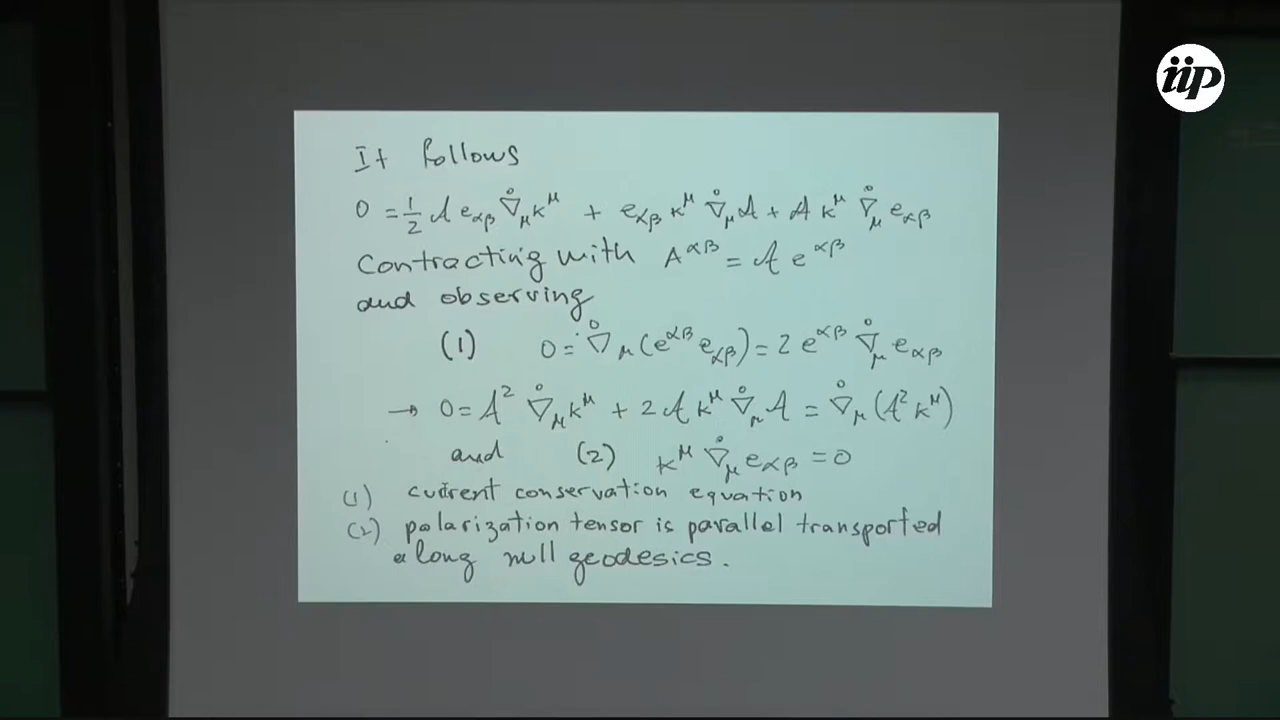 iip
It follows
0 = 1/2 𝒜 e_αβ ∇̊_μ k^μ + e_αβ k^μ ∇̊_μ 𝒜 + 𝒜 k^μ ∇̊_μ e_αβ
Contracting with A^αβ = 𝒜 e^αβ
and observing
(1) 0 = ∇̊_μ (e^αβ e_αβ) = 2 e^αβ ∇̊_μ e_αβ
→ 0 = 𝒜² ∇̊_μ k^μ + 2 𝒜 k^μ ∇̊_μ 𝒜 = ∇̊_μ (𝒜² k^μ)
and (2) k^μ ∇̊_μ e_αβ = 0
(1) current conservation equation
(2) polarization tensor is parallel transported
along null geodesics.